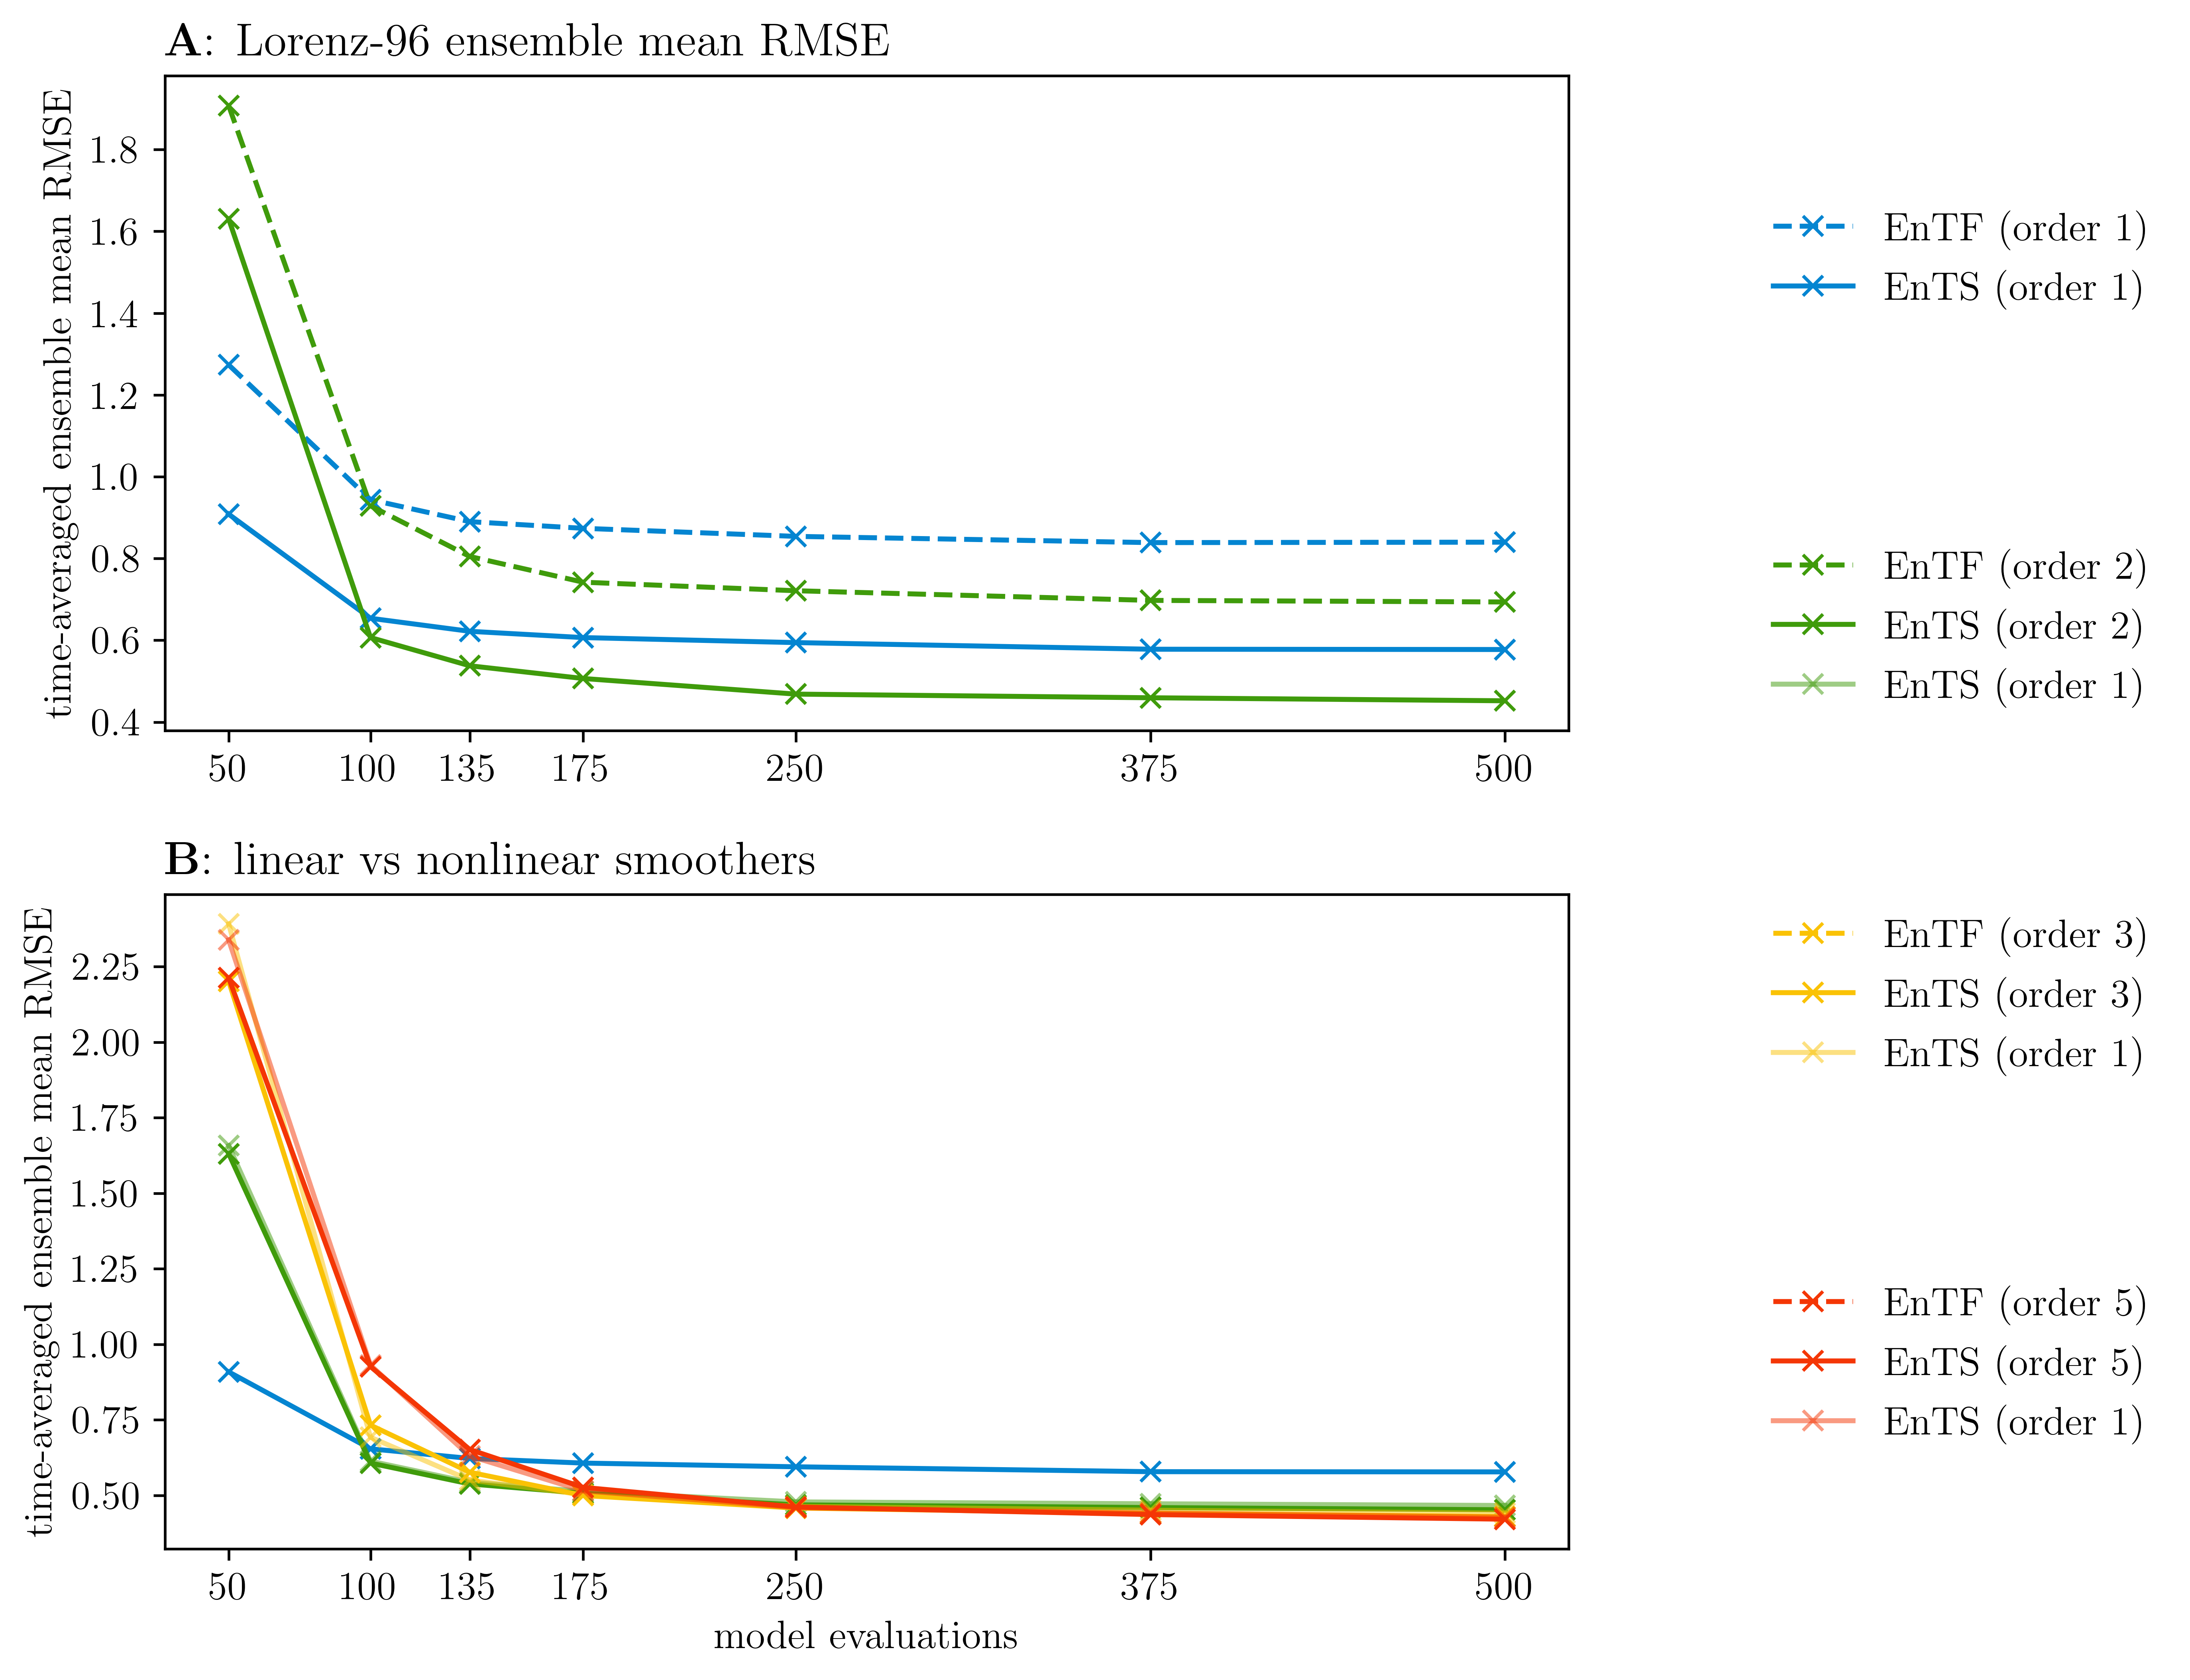 A: Lorenz-96 ensemble mean RMSE
time-averaged ensemble mean RMSE
1.8
1.6
1.4
1.2
1.0
0.8
0.6
0.4
50 100 135 175 250 375 500
EnTF (order 1)
EnTS (order 1)
EnTF (order 2)
EnTS (order 2)
EnTS (order 1)
B: linear vs nonlinear smoothers
time-averaged ensemble mean RMSE
2.25
2.00
1.75
1.50
1.25
1.00
0.75
0.50
50 100 135 175 250 375 500
model evaluations
EnTF (order 3)
EnTS (order 3)
EnTS (order 1)
EnTF (order 5)
EnTS (order 5)
EnTS (order 1)